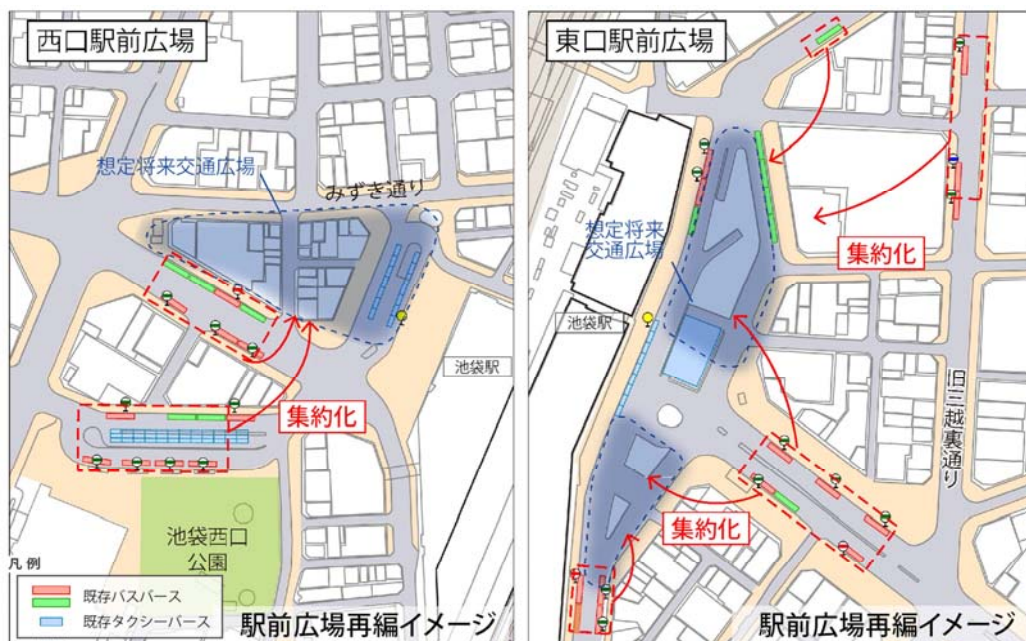 西口駅前広場
想定将来交通広場
みずき通り
池袋駅
集約化
池袋西口
公園
凡例
既存バスバース
既存タクシーバース
駅前広場再編イメージ
東口駅前広場
集約化
想定将来
交通広場
池袋駅
旧三越裏通り
集約化
駅前広場再編イメージ